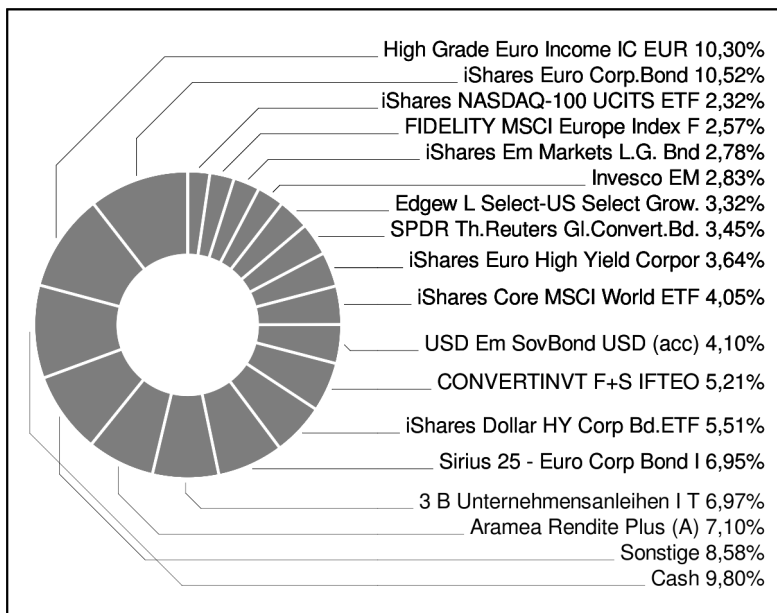 High Grade Euro Income IC EUR 10,30%
iShares Euro Corp.Bond 10,52%
iShares NASDAQ-100 UCITS ETF 2,32%
FIDELITY MSCI Europe Index F 2,57%
iShares Em Markets L.G. Bnd 2,78%
Invesco EM 2,83%
Edgew L Select-US Select Grow. 3,32%
SPDR Th.Reuters Gl.Convert.Bd. 3,45%
iShares Euro High Yield Corpor 3,64%
iShares Core MSCI World ETF 4,05%
USD Em SovBond USD (acc) 4,10%
CONVERTINVT F+S IFTEO 5,21%
iShares Dollar HY Corp Bd.ETF 5,51%
Sirius 25 - Euro Corp Bond I 6,95%
3 B Unternehmensanleihen I T 6,97%
Aramea Rendite Plus (A) 7,10%
Sonstige 8,58%
Cash 9,80%